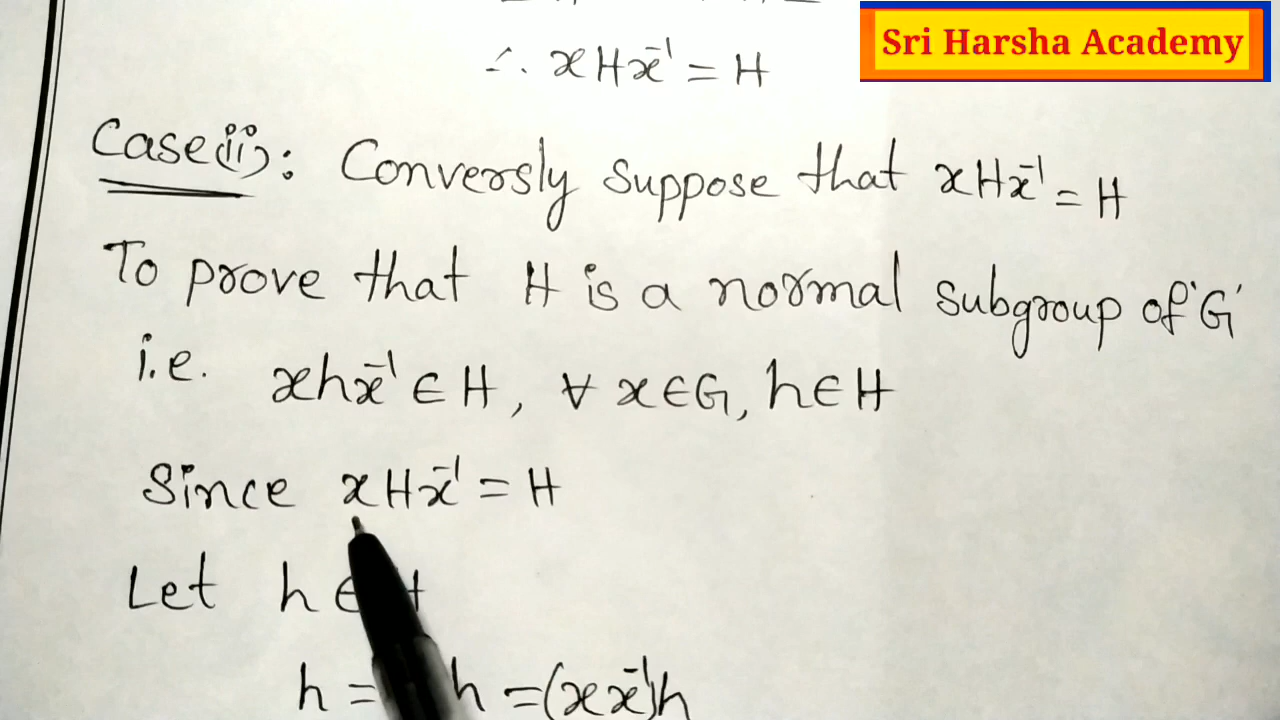 Sri Harsha Academy
∴ xHx⁻¹ = H
Case(ii): Conversly suppose that xHx⁻¹ = H
To prove that H is a normal subgroup of 'G'
i.e. xhx⁻¹ ∈ H, ∀ x∈G, h∈H
Since xHx⁻¹ = H
Let h ∈
h = h = (xx⁻¹)h